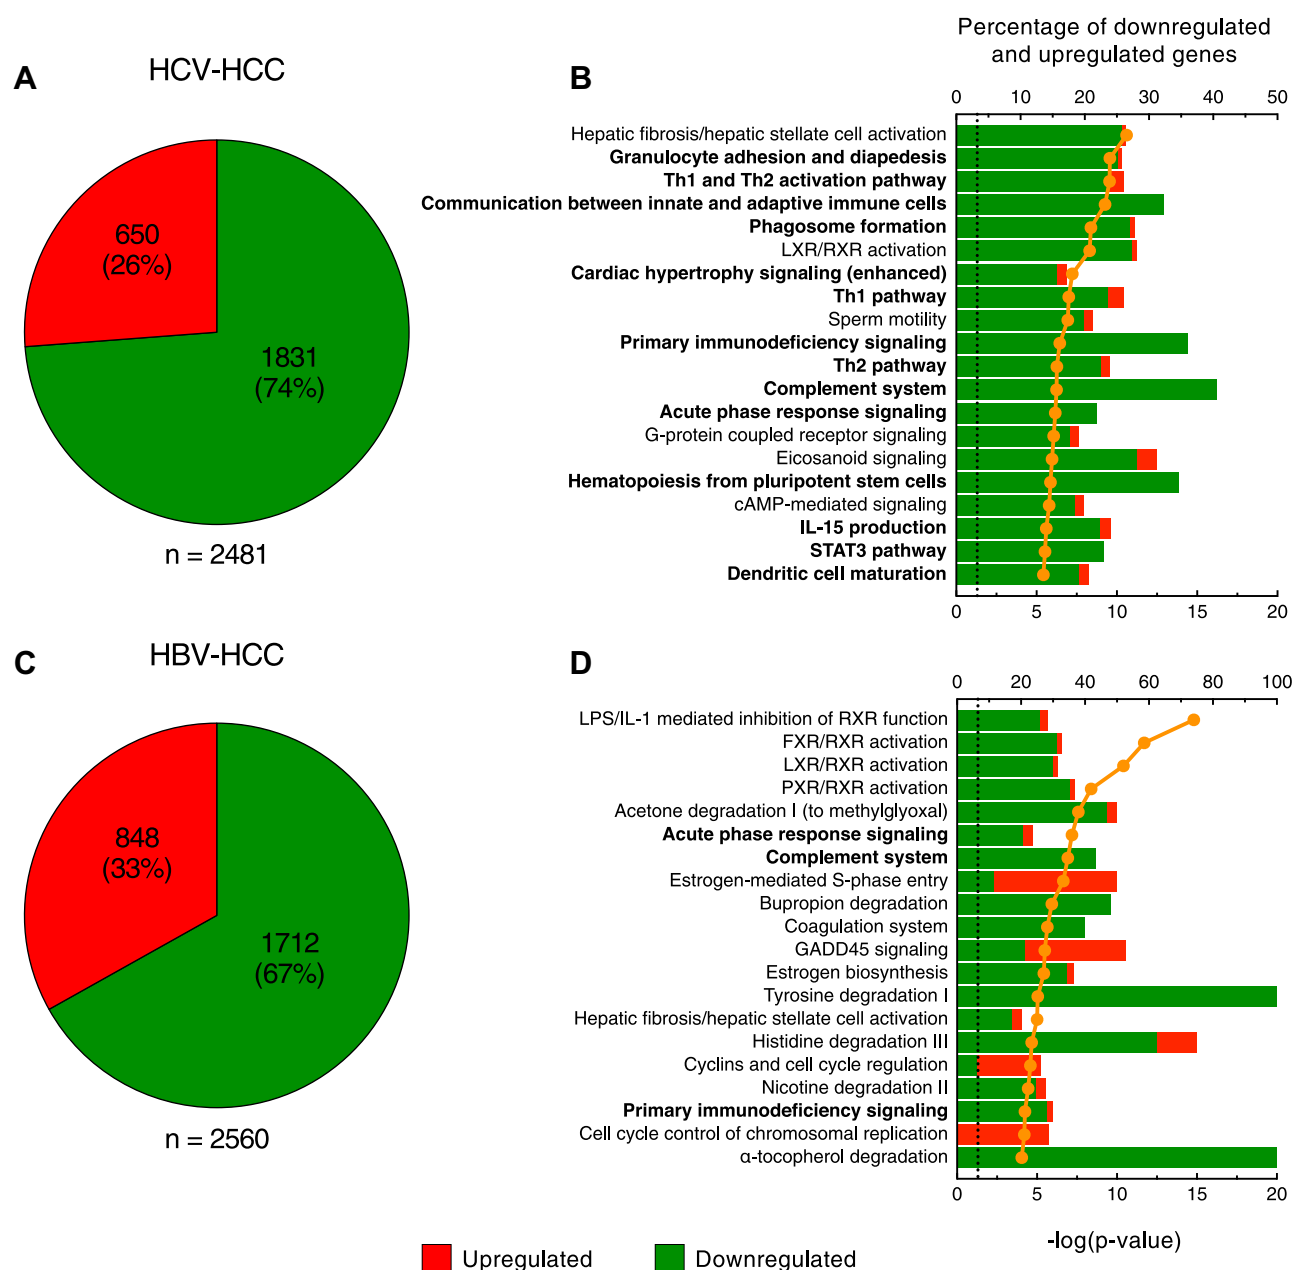 A
HCV-HCC
650
(26%)
1831
(74%)
n = 2481
B
Percentage of downregulated
and upregulated genes
0 10 20 30 40 50
Hepatic fibrosis/hepatic stellate cell activation
Granulocyte adhesion and diapedesis
Th1 and Th2 activation pathway
Communication between innate and adaptive immune cells
Phagosome formation
LXR/RXR activation
Cardiac hypertrophy signaling (enhanced)
Th1 pathway
Sperm motility
Primary immunodeficiency signaling
Th2 pathway
Complement system
Acute phase response signaling
G-protein coupled receptor signaling
Eicosanoid signaling
Hematopoiesis from pluripotent stem cells
cAMP-mediated signaling
IL-15 production
STAT3 pathway
Dendritic cell maturation
0 5 10 15 20
C
HBV-HCC
848
(33%)
1712
(67%)
n = 2560
D
0 20 40 60 80 100
LPS/IL-1 mediated inhibition of RXR function
FXR/RXR activation
LXR/RXR activation
PXR/RXR activation
Acetone degradation I (to methylglyoxal)
Acute phase response signaling
Complement system
Estrogen-mediated S-phase entry
Bupropion degradation
Coagulation system
GADD45 signaling
Estrogen biosynthesis
Tyrosine degradation I
Hepatic fibrosis/hepatic stellate cell activation
Histidine degradation III
Cyclins and cell cycle regulation
Nicotine degradation II
Primary immunodeficiency signaling
Cell cycle control of chromosomal replication
α-tocopherol degradation
0 5 10 15 20
-log(p-value)
Upregulated
Downregulated